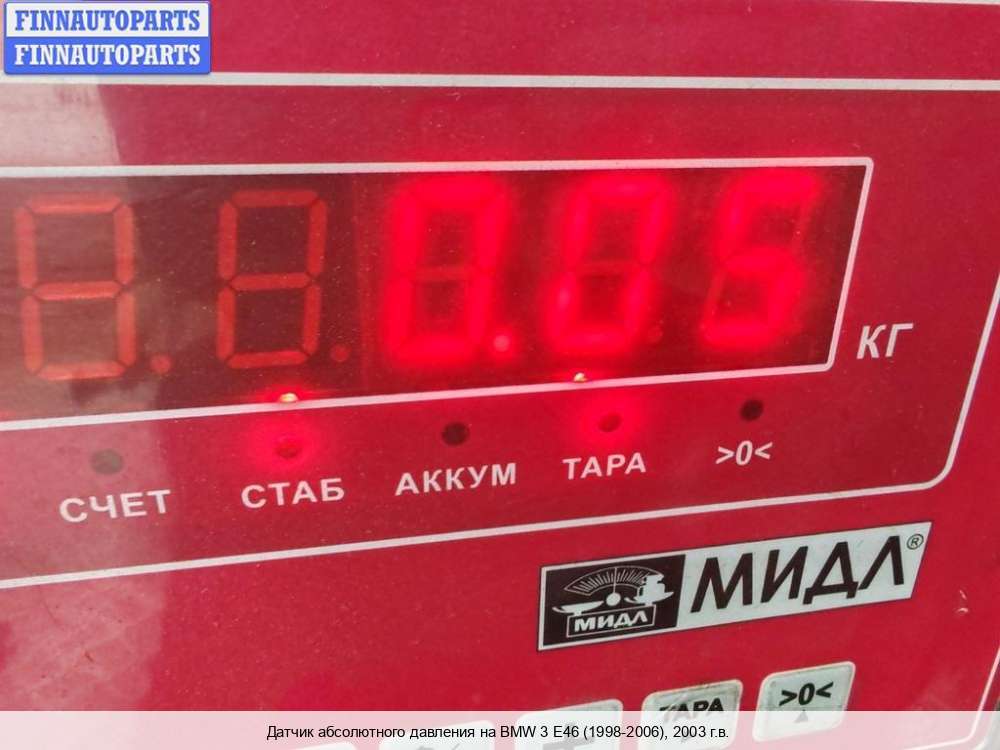 FINNAUTOPARTS
FINNAUTOPARTS
0.05
КГ
СЧЕТ СТАБ АККУМ ТАРА >0<
МИДЛ МИДЛ®
ТАРА >0<
Датчик абсолютного давления на BMW 3 E46 (1998-2006), 2003 г.в.